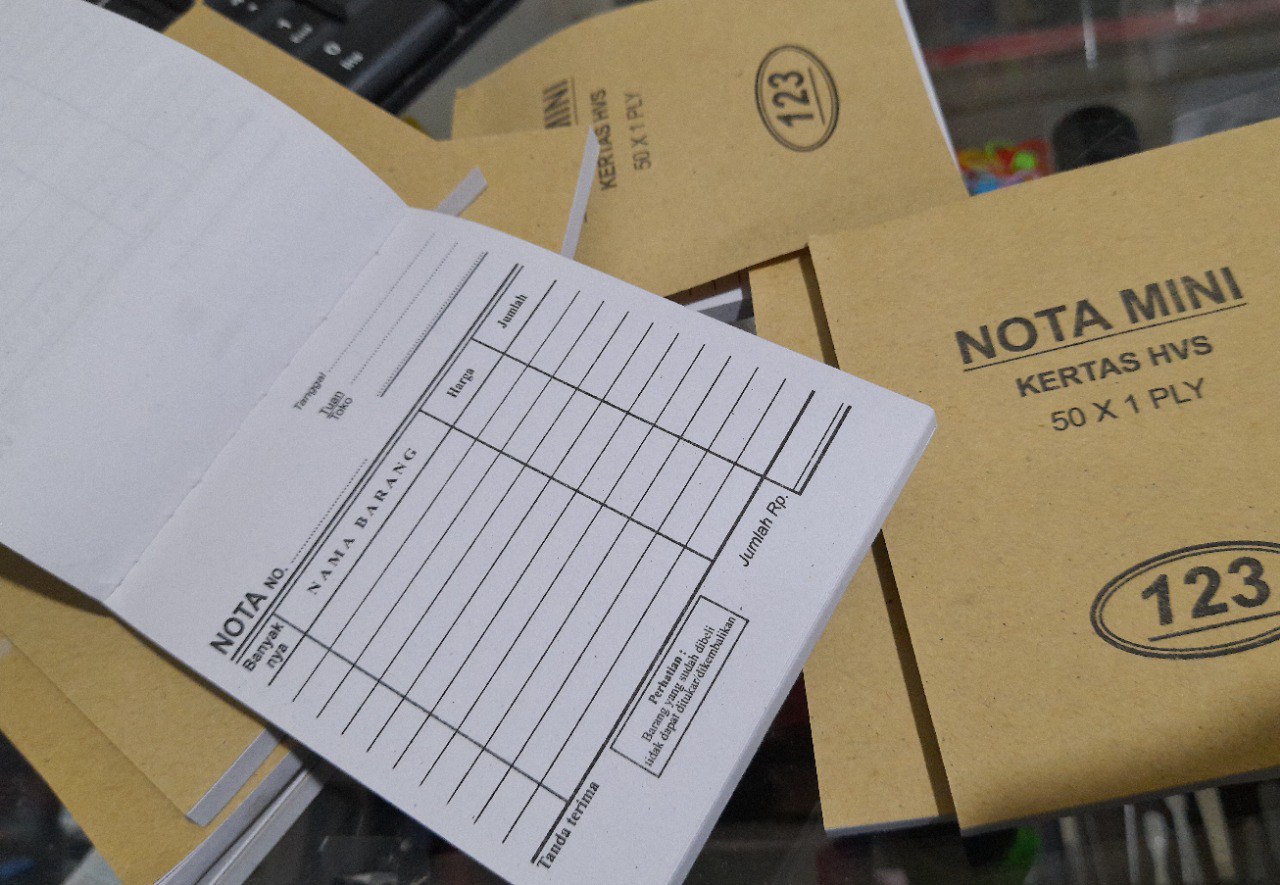 NOTA NO.
Tanggal
Tuan
Toko
Banyak
nya
NAMA BARANG
Harga
Jumlah
Jumlah Rp.
Tanda terima
Perhatian :
Barang yang sudah dibeli
tidak dapat ditukar/dikembalikan
MINI
KERTAS HVS
50 X 1 PLY
123
NOTA MINI
KERTAS HVS
50 X 1 PLY
123